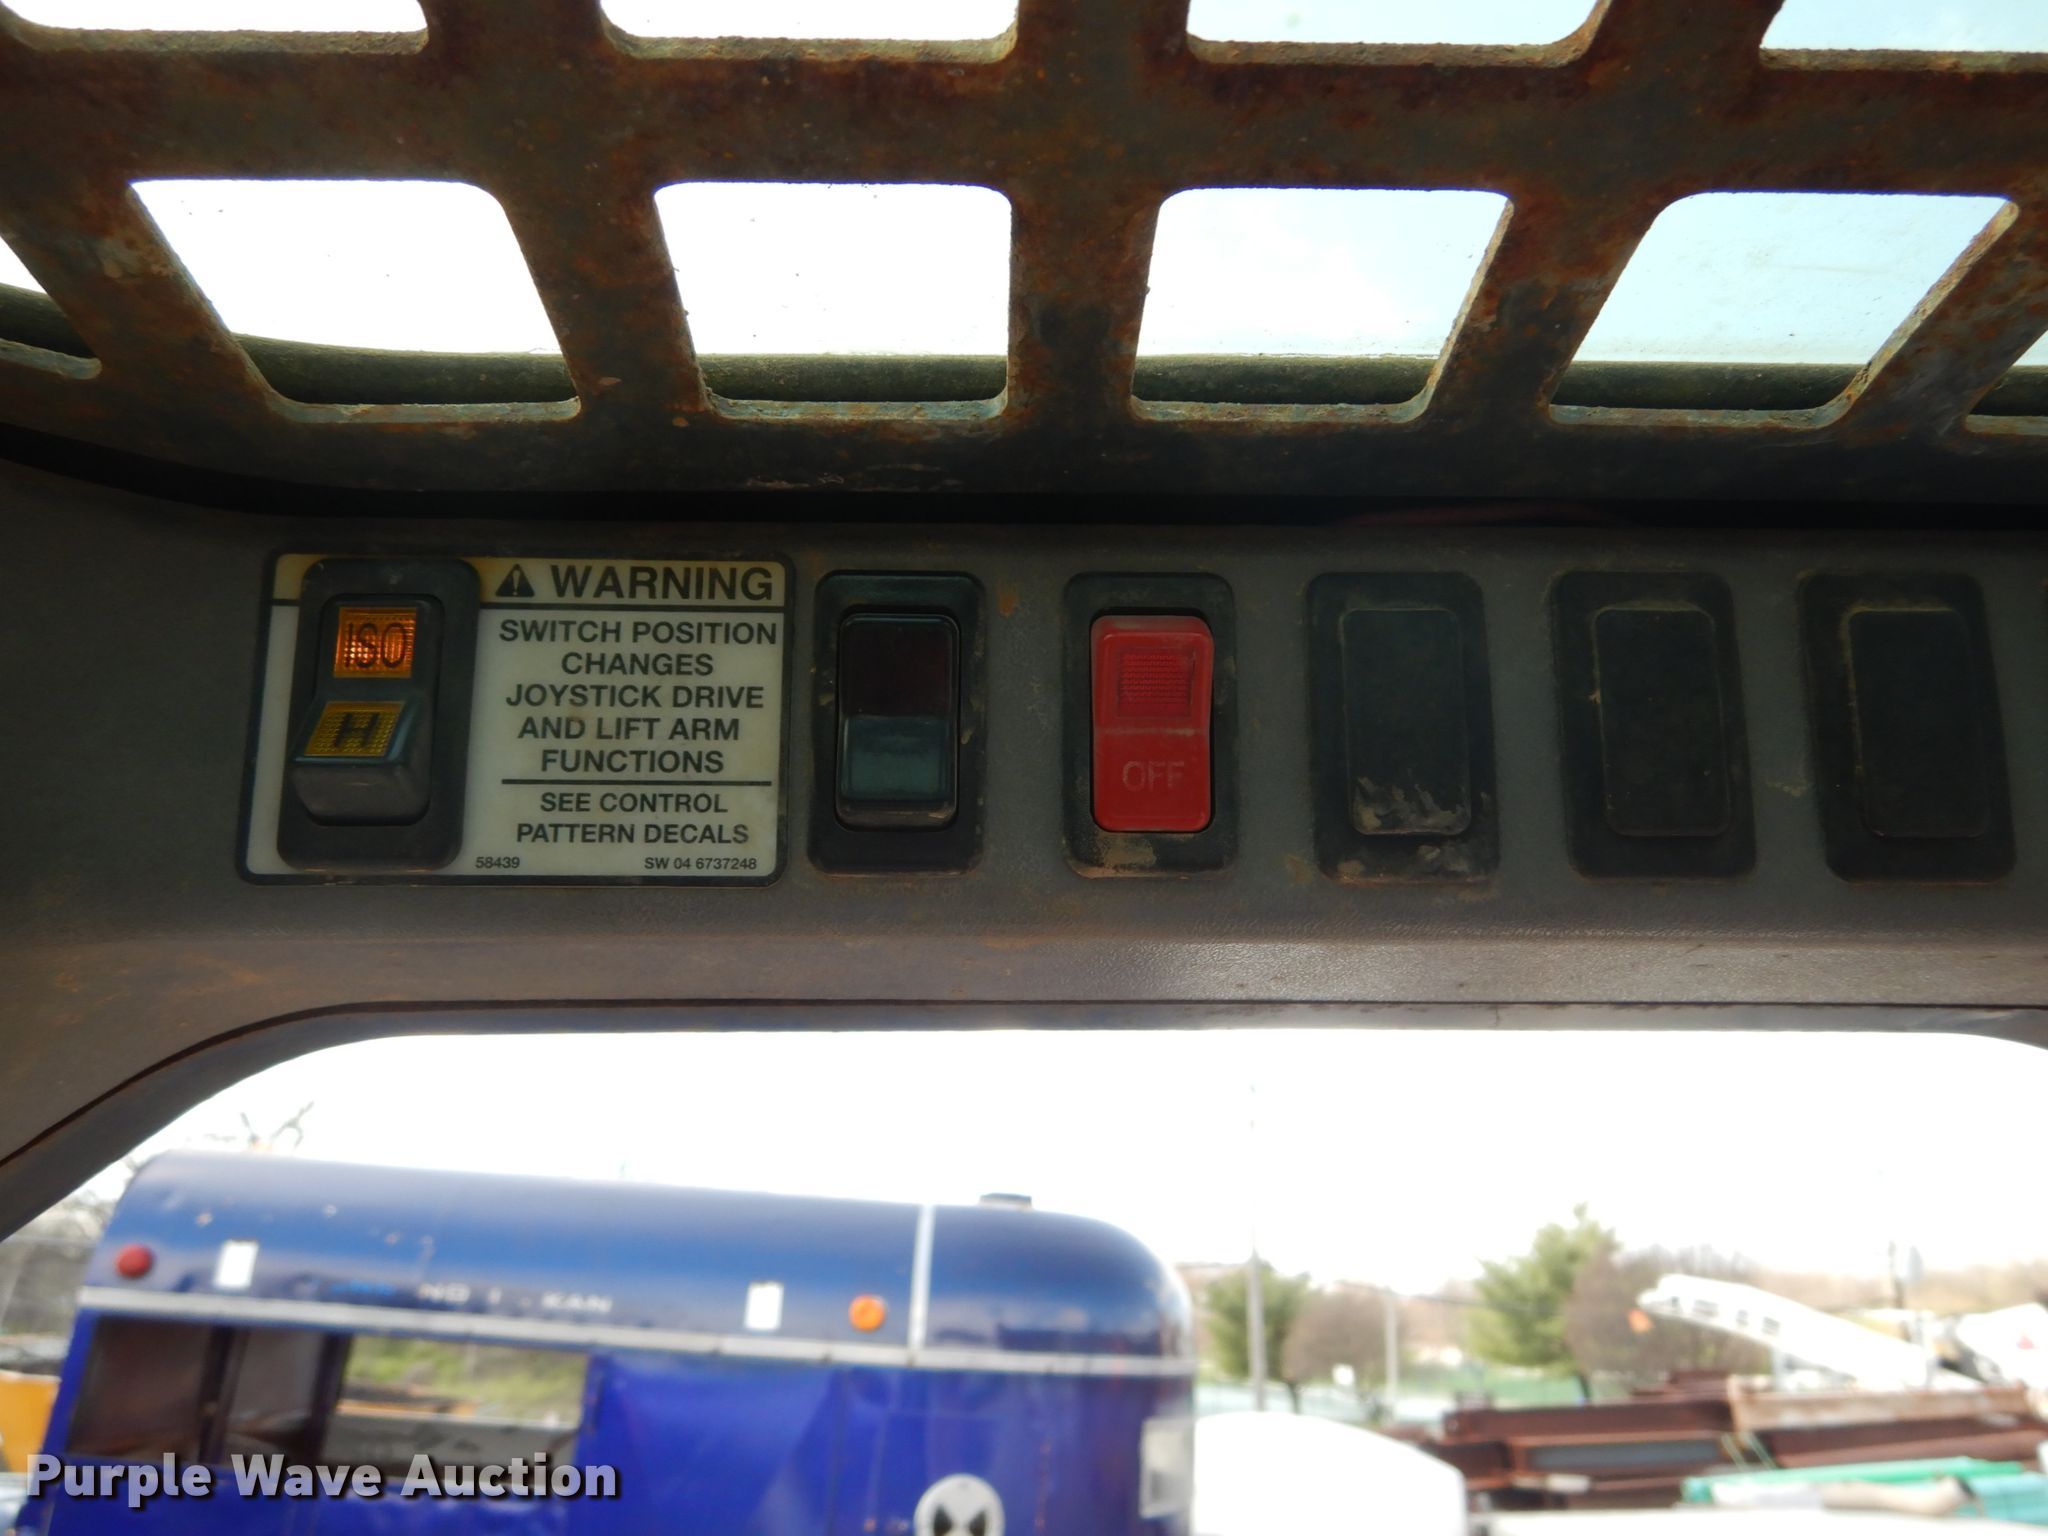 ISO
H
WARNING
SWITCH POSITION
CHANGES
JOYSTICK DRIVE
AND LIFT ARM
FUNCTIONS
SEE CONTROL
PATTERN DECALS
58439 SW 04 6737248
OFF
Purple Wave Auction